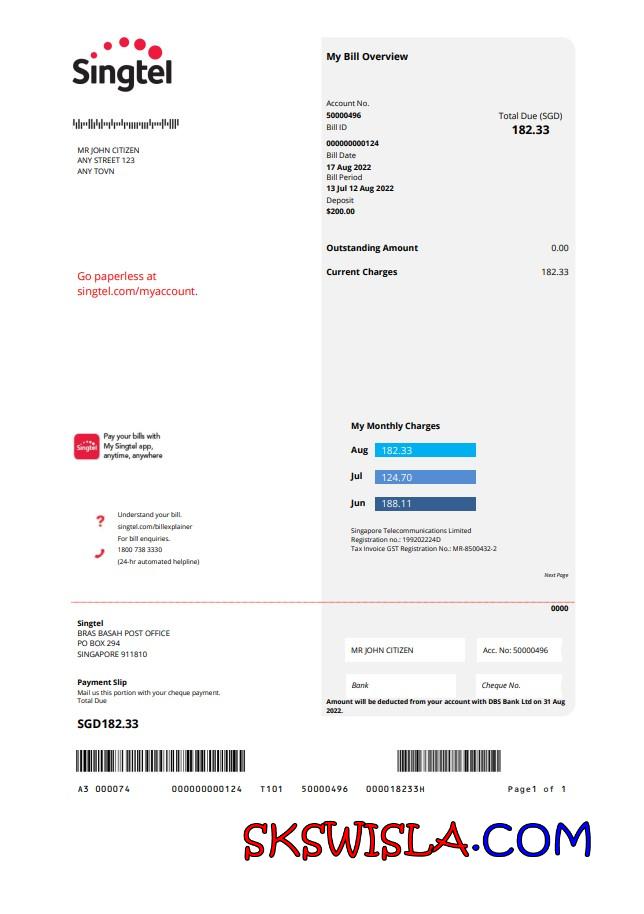 Singtel
My Bill Overview
Account No.
50000496
Bill ID
Total Due (SGD)
182.33
000000000124
Bill Date
17 Aug 2022
Bill Period
13 Jul 12 Aug 2022
Deposit
$200.00
MR JOHN CITIZEN
ANY STREET 123
ANY TOVN
Outstanding Amount 0.00
Current Charges 182.33
Go paperless at
singtel.com/myaccount.
My Monthly Charges
Aug 182.33
Jul 124.70
Jun 188.11
Singtel
Pay your bills with
My Singtel app,
anytime, anywhere
Understand your bill.
singtel.com/billexplainer
For bill enquiries.
1800 738 3330
(24-hr automated helpline)
Singapore Telecommunications Limited
Registration no.: 199202224D
Tax Invoice GST Registration No.: MR-8500432-2
Next Page
0000
Singtel
BRAS BASAH POST OFFICE
PO BOX 294
SINGAPORE 911810
MR JOHN CITIZEN
Acc. No: 50000496
Bank
Cheque No.
Payment Slip
Mail us this portion with your cheque payment.
Total Due
SGD182.33
Amount will be deducted from your account with DBS Bank Ltd on 31 Aug
2022.
A3 000074 000000000124 T101 50000496 000018233H Page1 of 1
SKSWISLA.COM